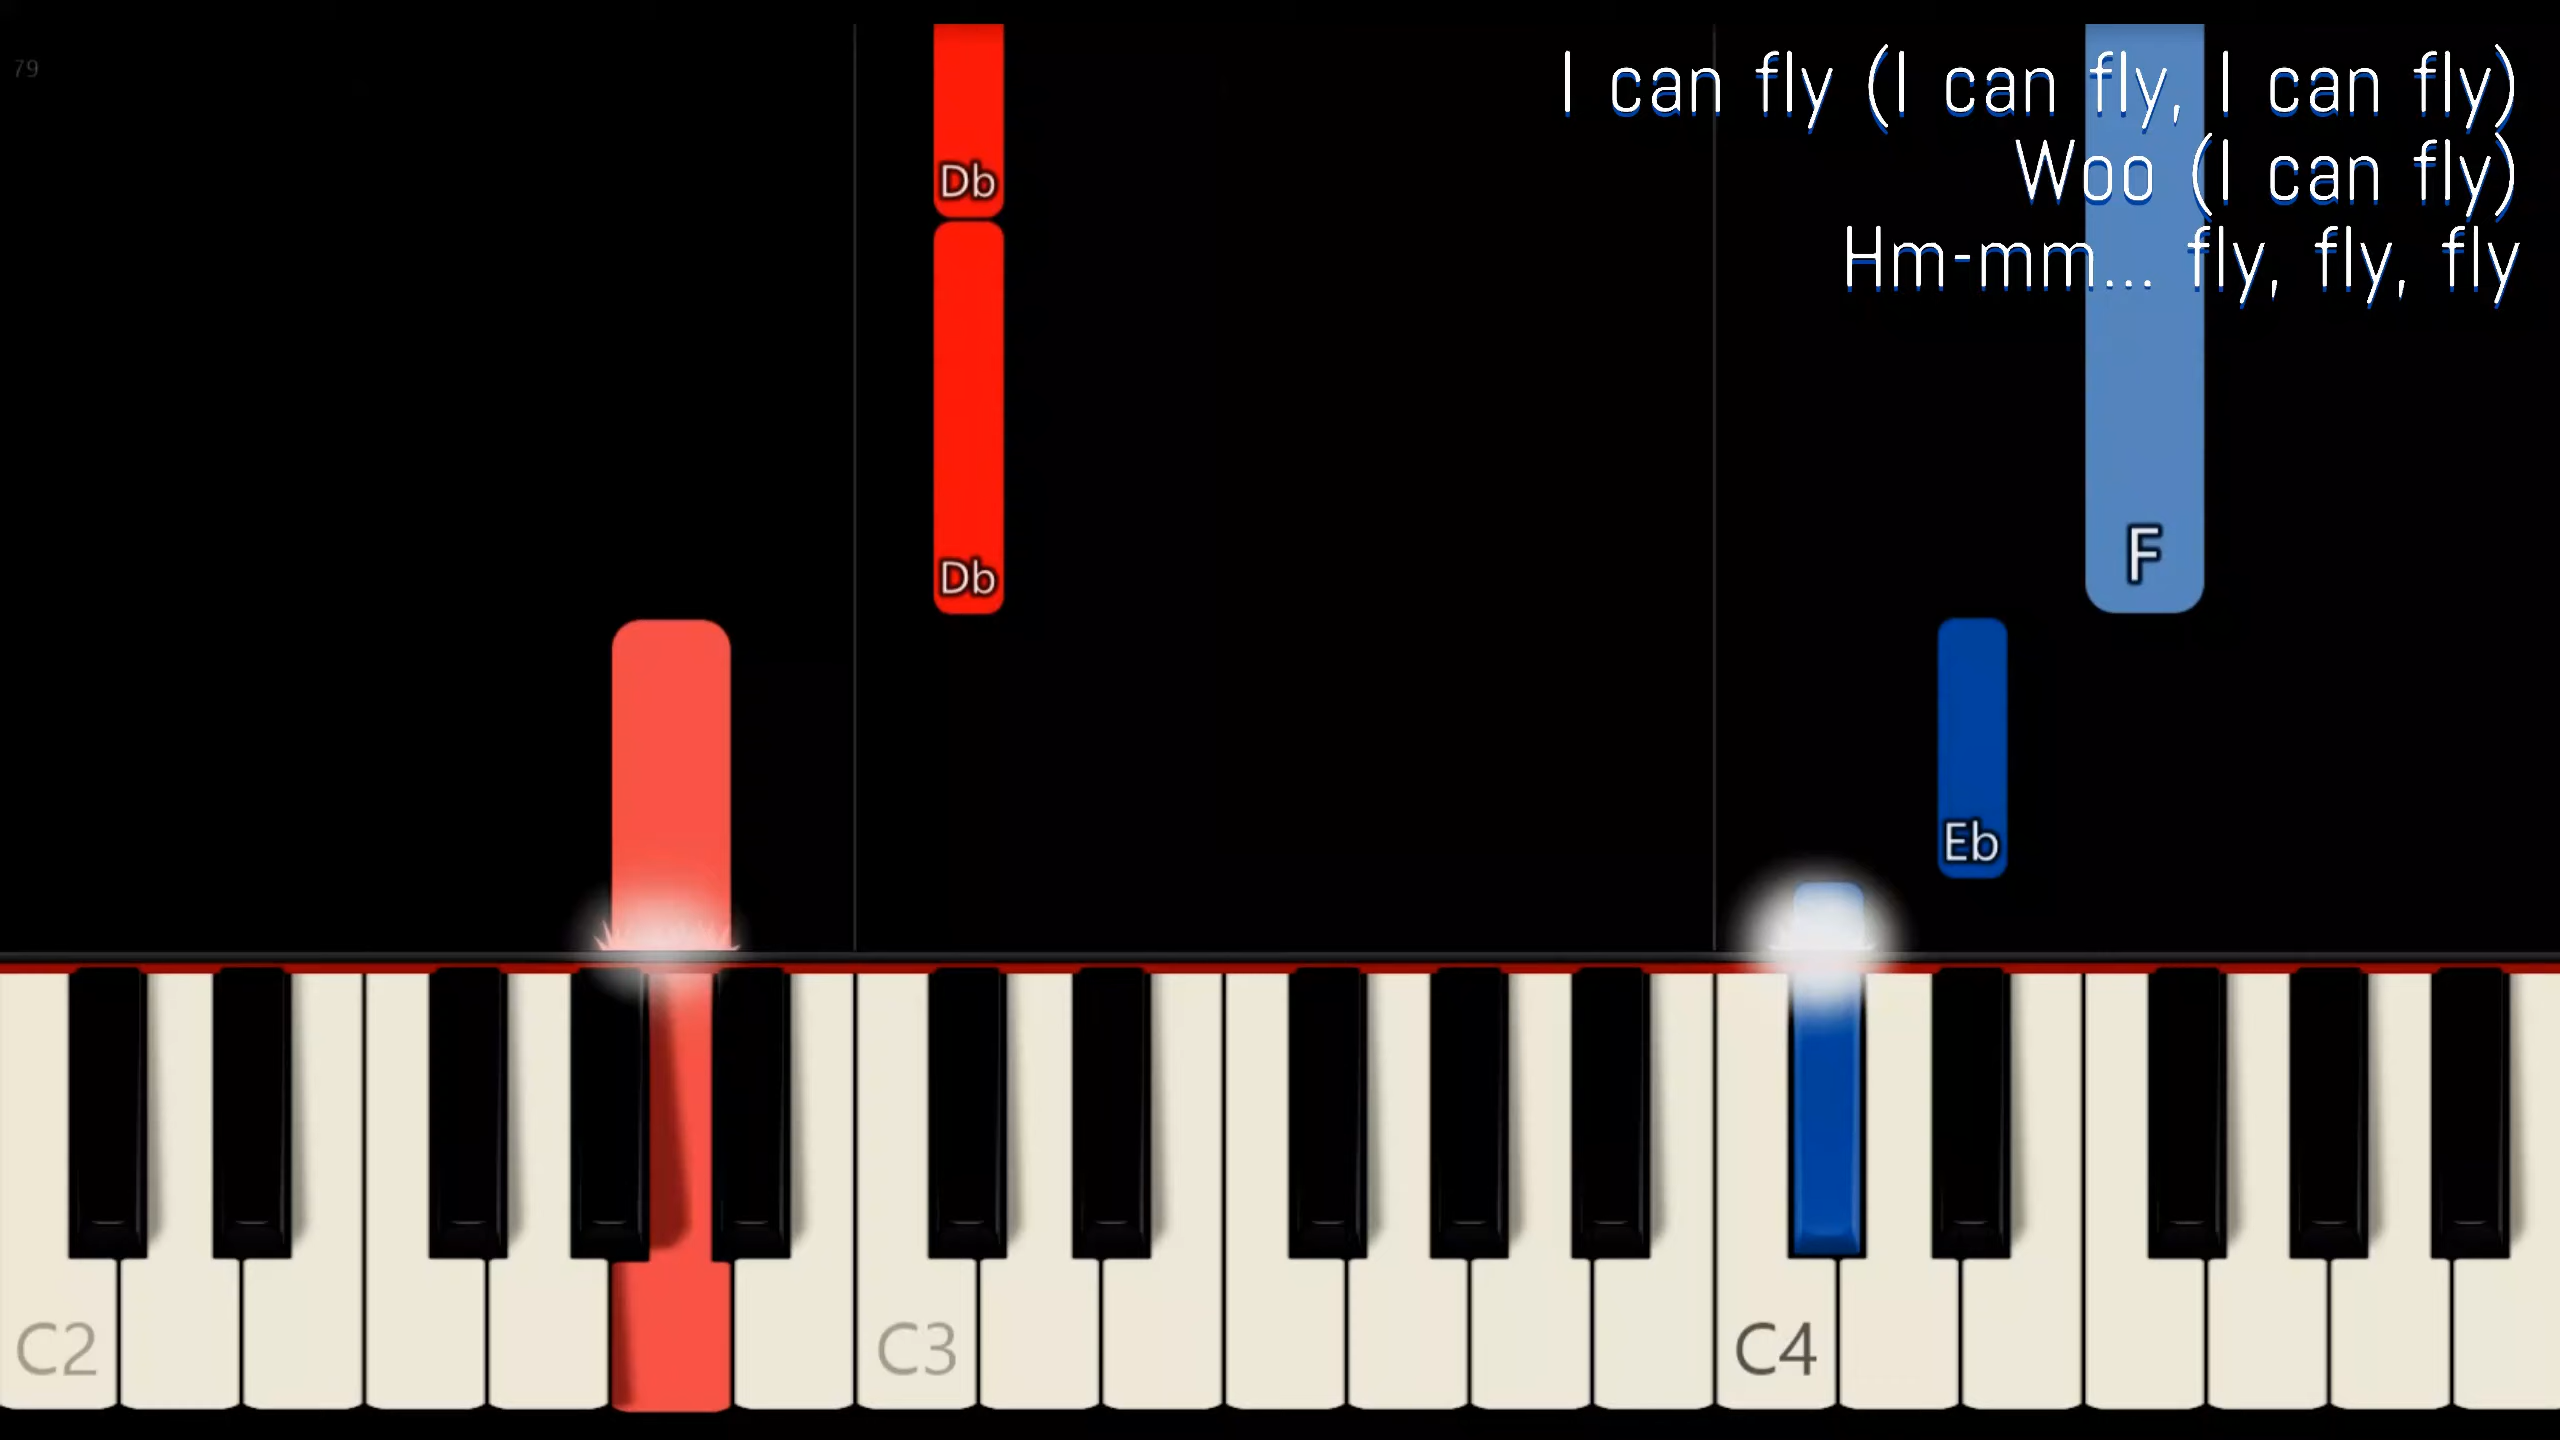 79
I can fly (I can fly, I can fly)
Woo (I can fly)
Hm-mm... fly, fly, fly
Db
Db
F
Eb
C2
C3
C4